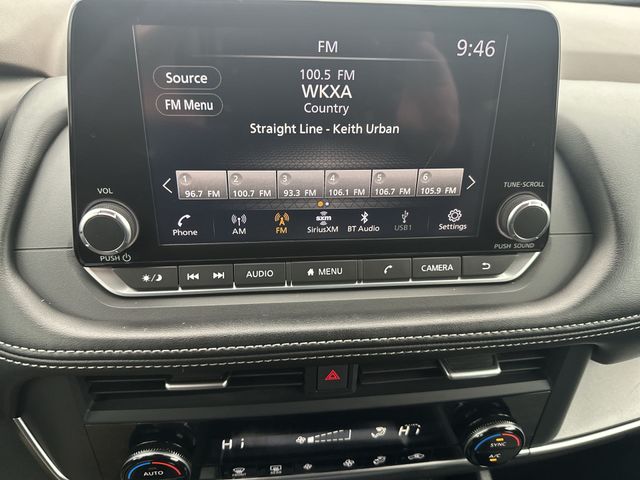 FM
9:46
Source
100.5 FM
WKXA
FM Menu
Country
Straight Line - Keith Urban
1 2 3 4 5 6
96.7 FM 100.7 FM 93.3 FM 106.1 FM 106.7 FM 105.9 FM
VOL
TUNE·SCROLL
Phone AM FM SiriusXM BT Audio USB1 Settings
sxm
PUSH
PUSH SOUND
AUDIO MENU CAMERA
Hi Hi
AUTO
SYNC
A/C